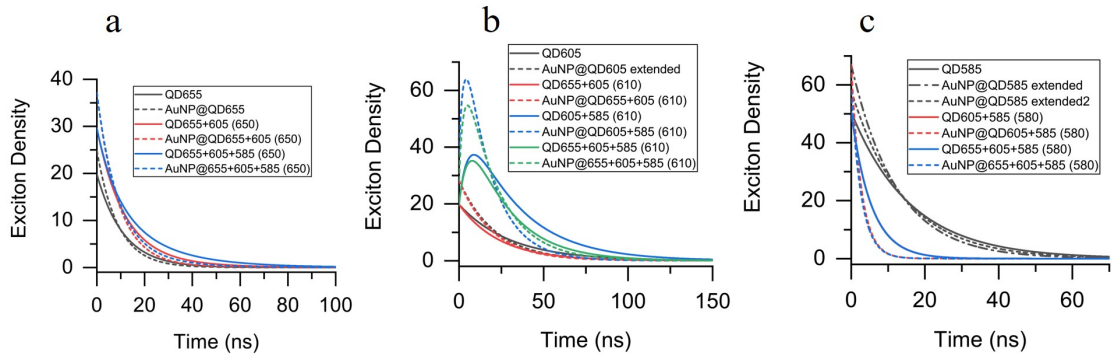 a
Exciton Density
40
30
20
10
0
QD655
AuNP@QD655
QD655+605 (650)
AuNP@QD655+605 (650)
QD655+605+585 (650)
AuNP@655+605+585 (650)
0 20 40 60 80 100
Time (ns)
b
Exciton Density
60
40
20
0
QD605
AuNP@QD605 extended
QD655+605 (610)
AuNP@QD655+605 (610)
QD605+585 (610)
AuNP@QD605+585 (610)
QD655+605+585 (610)
AuNP@655+605+585 (610)
0 50 100 150
Time (ns)
c
Exciton Density
60
40
20
0
QD585
AuNP@QD585 extended
AuNP@QD585 extended2
QD605+585 (580)
AuNP@QD605+585 (580)
QD655+605+585 (580)
AuNP@655+605+585 (580)
0 20 40 60
Time (ns)